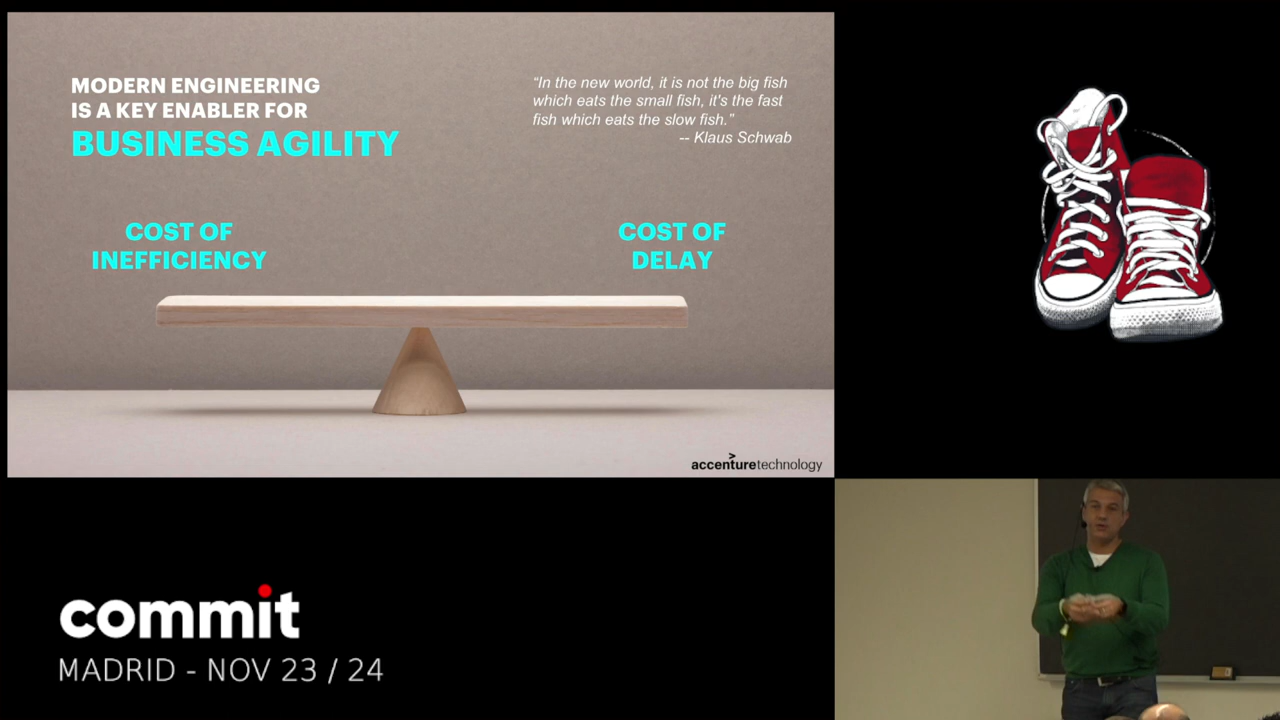 MODERN ENGINEERING
IS A KEY ENABLER FOR
BUSINESS AGILITY
“In the new world, it is not the big fish
which eats the small fish, it's the fast
fish which eats the slow fish.”
-- Klaus Schwab
COST OF
INEFFICIENCY
COST OF
DELAY
accenturetechnology
commit
MADRID - NOV 23 / 24